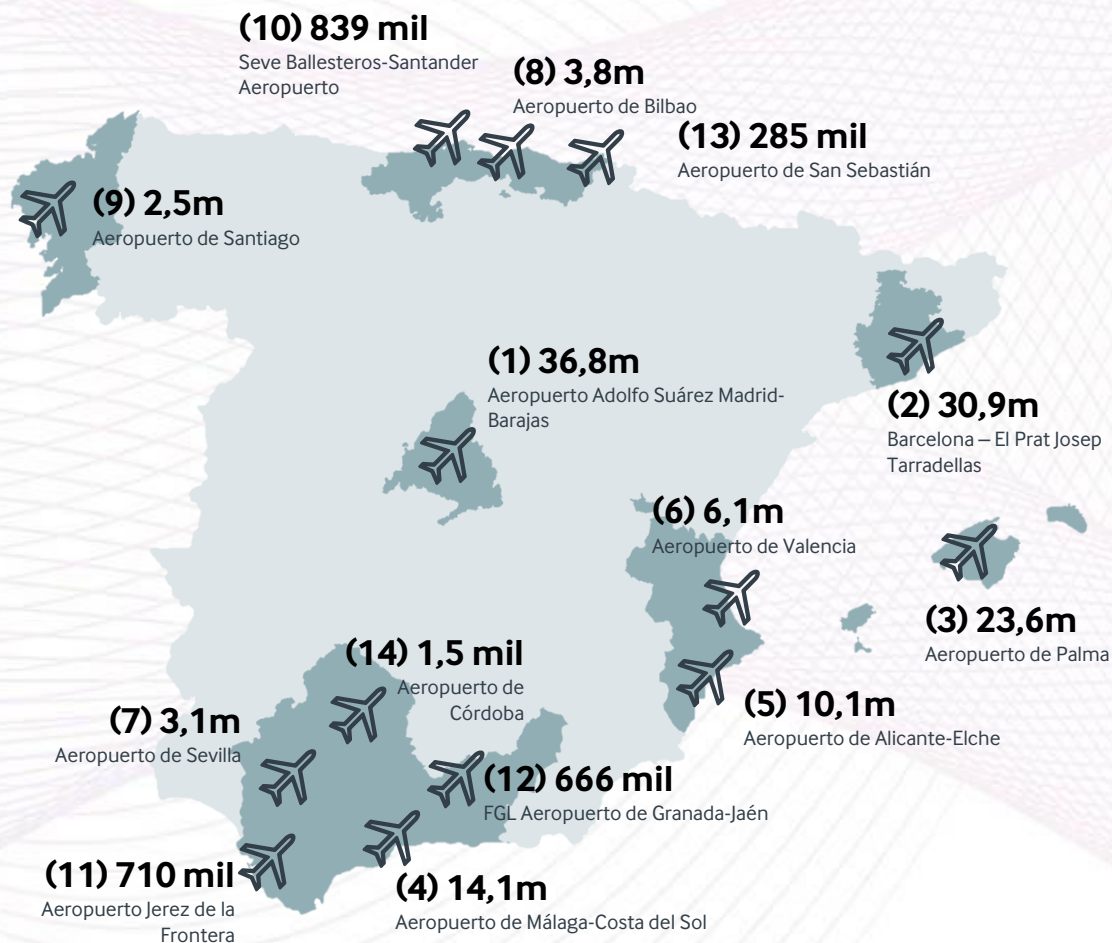 (10) 839 mil
Seve Ballesteros-Santander
Aeropuerto
(8) 3,8m
Aeropuerto de Bilbao
(13) 285 mil
Aeropuerto de San Sebastián
(9) 2,5m
Aeropuerto de Santiago
(1) 36,8m
Aeropuerto Adolfo Suárez Madrid-
Barajas
(2) 30,9m
Barcelona – El Prat Josep
Tarradellas
(6) 6,1m
Aeropuerto de Valencia
(3) 23,6m
Aeropuerto de Palma
(14) 1,5 mil
Aeropuerto de
Córdoba
(5) 10,1m
Aeropuerto de Alicante-Elche
(7) 3,1m
Aeropuerto de Sevilla
(12) 666 mil
FGL Aeropuerto de Granada-Jaén
(11) 710 mil
Aeropuerto Jerez de la
Frontera
(4) 14,1m
Aeropuerto de Málaga-Costa del Sol